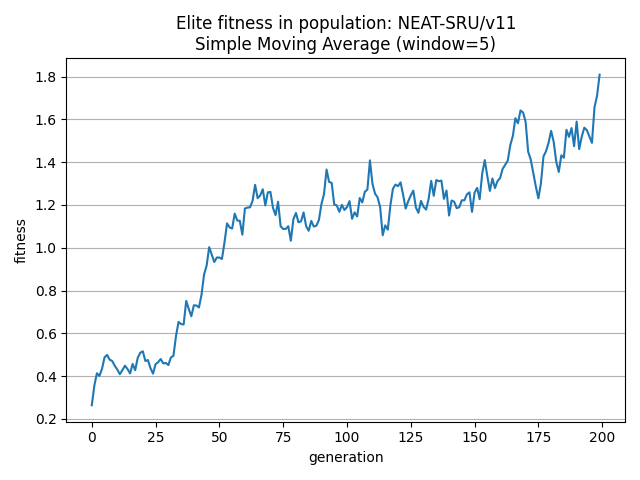 Elite fitness in population: NEAT-SRU/v11
Simple Moving Average (window=5)
1.8
1.6
1.4
1.2
1.0
0.8
0.6
0.4
0.2
fitness
0 25 50 75 100 125 150 175 200
generation